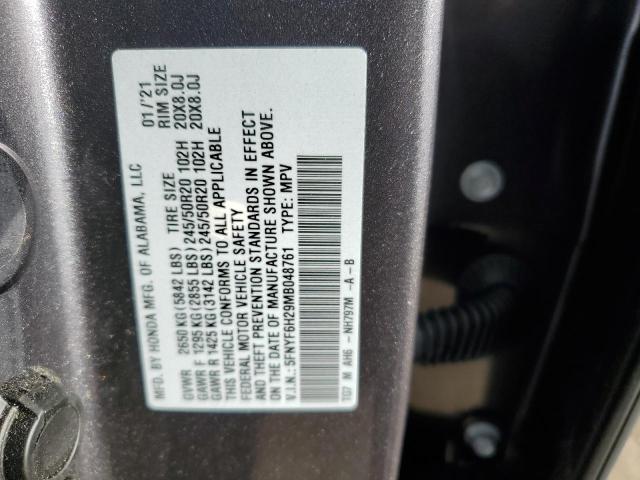 MFD. BY HONDA MFG. OF ALABAMA, LLC 01/'21
TIRE SIZE RIM SIZE
GVWR 2650 KG (5842 LBS)
GAWR F 1295 KG (2855 LBS) 245/50R20 102H 20X8.0J
GAWR R 1425 KG (3142 LBS) 245/50R20 102H 20X8.0J
THIS VEHICLE CONFORMS TO ALL APPLICABLE
FEDERAL MOTOR VEHICLE SAFETY
AND THEFT PREVENTION STANDARDS IN EFFECT
ON THE DATE OF MANUFACTURE SHOWN ABOVE.
V.I.N.: 5FNYF6H29MB048761 TYPE: MPV
TG7 M AH6 -NH797M -A -B